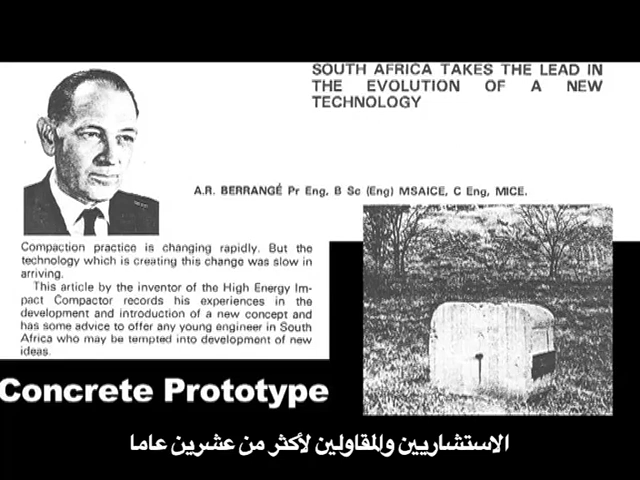 SOUTH AFRICA TAKES THE LEAD IN
THE EVOLUTION OF A NEW
TECHNOLOGY
A.R. BERRANGÉ Pr Eng, B Sc (Eng) MSAICE, C Eng, MICE.
Compaction practice is changing rapidly. But the
technology which is creating this change was slow in
arriving.
This article by the inventor of the High Energy Im-
pact Compactor records his experiences in the
development and introduction of a new concept and
has some advice to offer any young engineer in South
Africa who may be tempted into development of new
ideas.
Concrete Prototype
الاستشاريين والمقاولين لأكثر من عشرين عاما